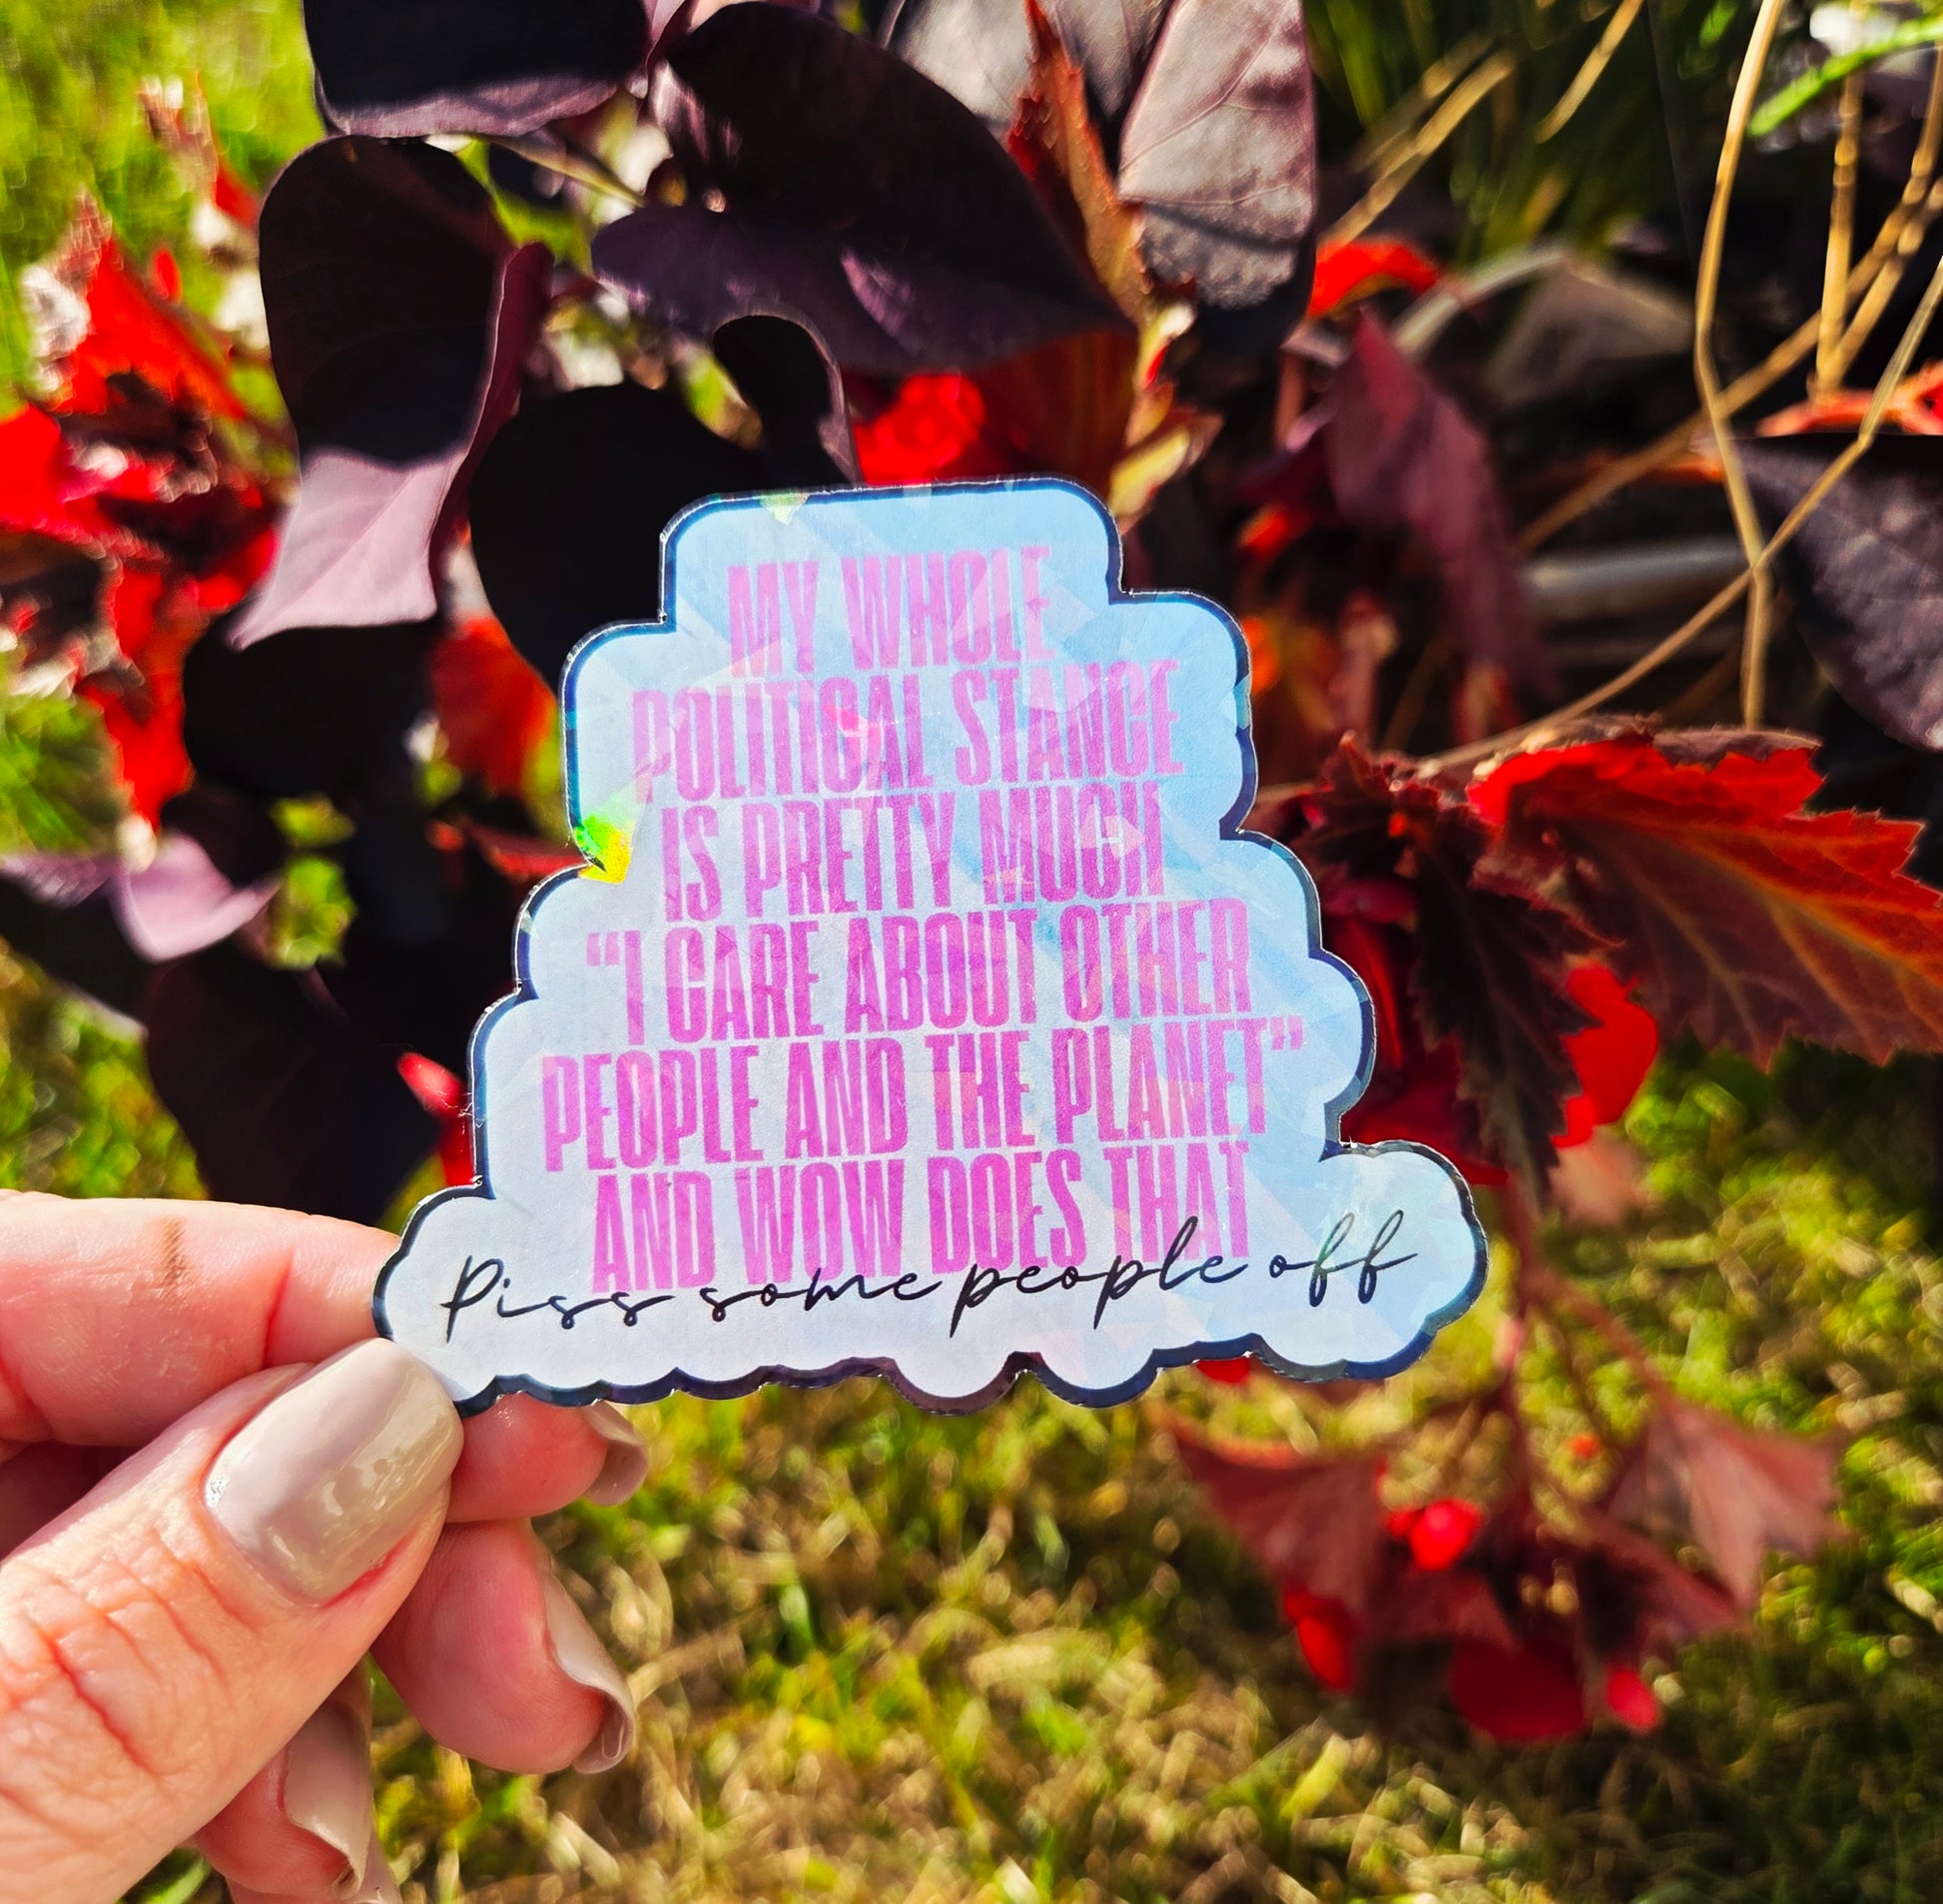 MY WHOLE
POLITICAL STANCE
IS PRETTY MUCH
“I CARE ABOUT OTHER
PEOPLE AND THE PLANET”
AND WOW DOES THAT
Piss some people off